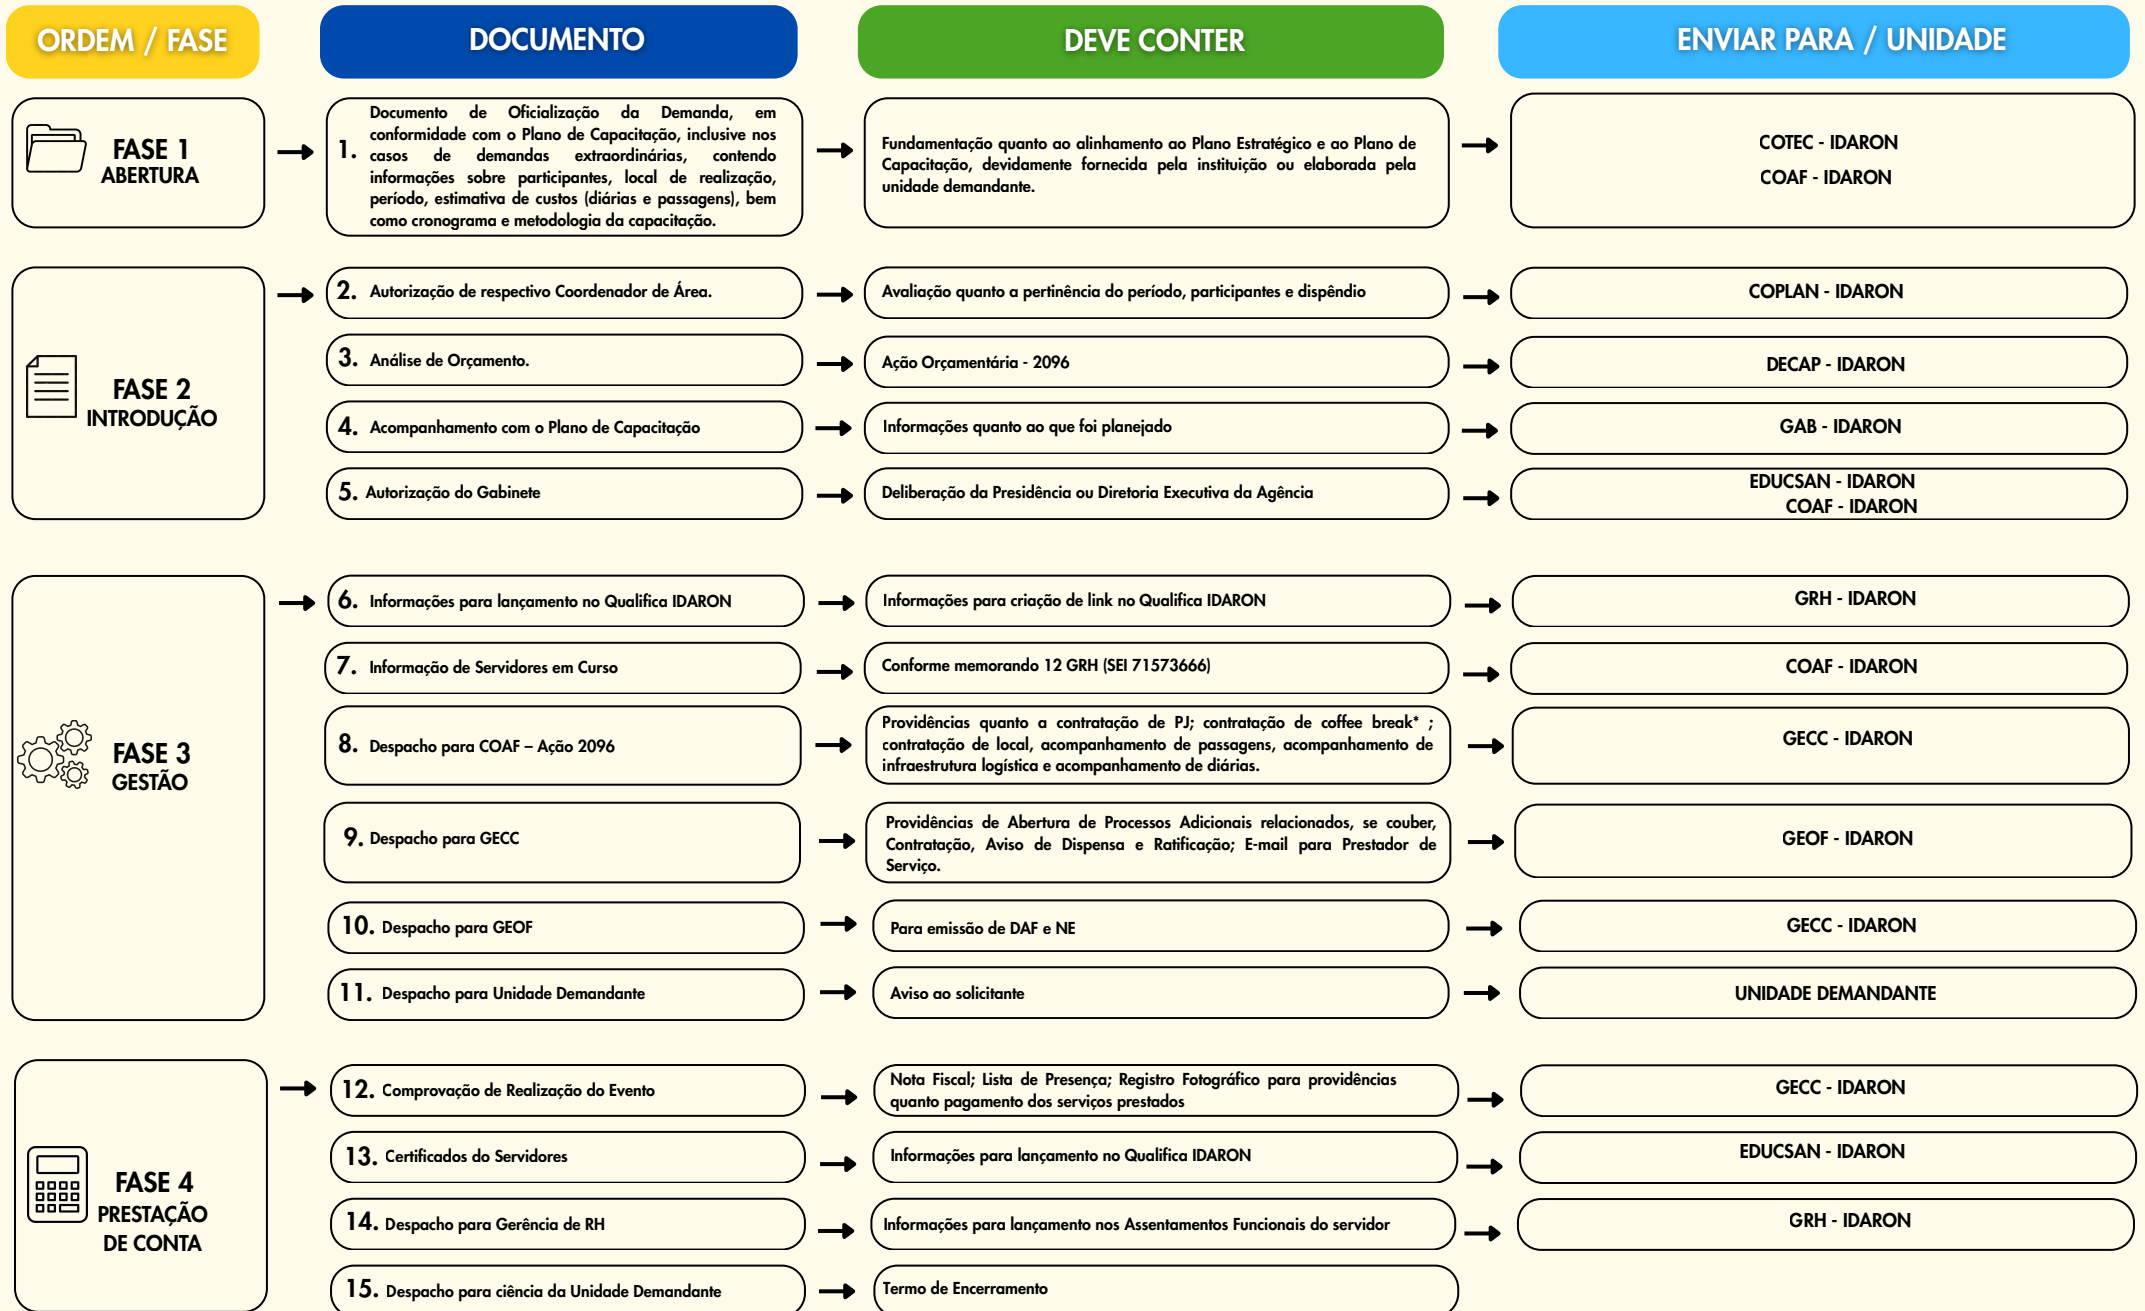 ORDEM / FASE
DOCUMENTO
DEVE CONTER
ENVIAR PARA / UNIDADE
FASE 1
ABERTURA
1.
Documento de Oficialização da Demanda, em
conformidade com o Plano de Capacitação, inclusive nos
casos de demandas extraordinárias, contendo
informações sobre participantes, local de realização,
período, estimativa de custos (diárias e passagens), bem
como cronograma e metodologia da capacitação.
Fundamentação quanto ao alinhamento ao Plano Estratégico e ao Plano de
Capacitação, devidamente fornecida pela instituição ou elaborada pela
unidade demandante.
COTEC - IDARON
COAF - IDARON
FASE 2
INTRODUÇÃO
2. Autorização de respectivo Coordenador de Área.
Avaliação quanto a pertinência do período, participantes e dispêndio
COPLAN - IDARON
3. Análise de Orçamento.
Ação Orçamentária - 2096
DECAP - IDARON
4. Acompanhamento com o Plano de Capacitação
Informações quanto ao que foi planejado
GAB - IDARON
5. Autorização do Gabinete
Deliberação da Presidência ou Diretoria Executiva da Agência
EDUCSAN - IDARON
COAF - IDARON
FASE 3
GESTÃO
6. Informações para lançamento no Qualifica IDARON
Informações para criação de link no Qualifica IDARON
GRH - IDARON
7. Informação de Servidores em Curso
Conforme memorando 12 GRH (SEI 71573666)
COAF - IDARON
8. Despacho para COAF – Ação 2096
Providências quanto a contratação de PJ; contratação de coffee break* ;
contratação de local, acompanhamento de passagens, acompanhamento de
infraestrutura logística e acompanhamento de diárias.
GECC - IDARON
9. Despacho para GECC
Providências de Abertura de Processos Adicionais relacionados, se couber,
Contratação, Aviso de Dispensa e Ratificação; E-mail para Prestador de
Serviço.
GEOF - IDARON
10. Despacho para GEOF
Para emissão de DAF e NE
GECC - IDARON
11. Despacho para Unidade Demandante
Aviso ao solicitante
UNIDADE DEMANDANTE
FASE 4
PRESTAÇÃO
DE CONTA
12. Comprovação de Realização do Evento
Nota Fiscal; Lista de Presença; Registro Fotográfico para providências
quanto pagamento dos serviços prestados
GECC - IDARON
13. Certificados do Servidores
Informações para lançamento no Qualifica IDARON
EDUCSAN - IDARON
14. Despacho para Gerência de RH
Informações para lançamento nos Assentamentos Funcionais do servidor
GRH - IDARON
15. Despacho para ciência da Unidade Demandante
Termo de Encerramento